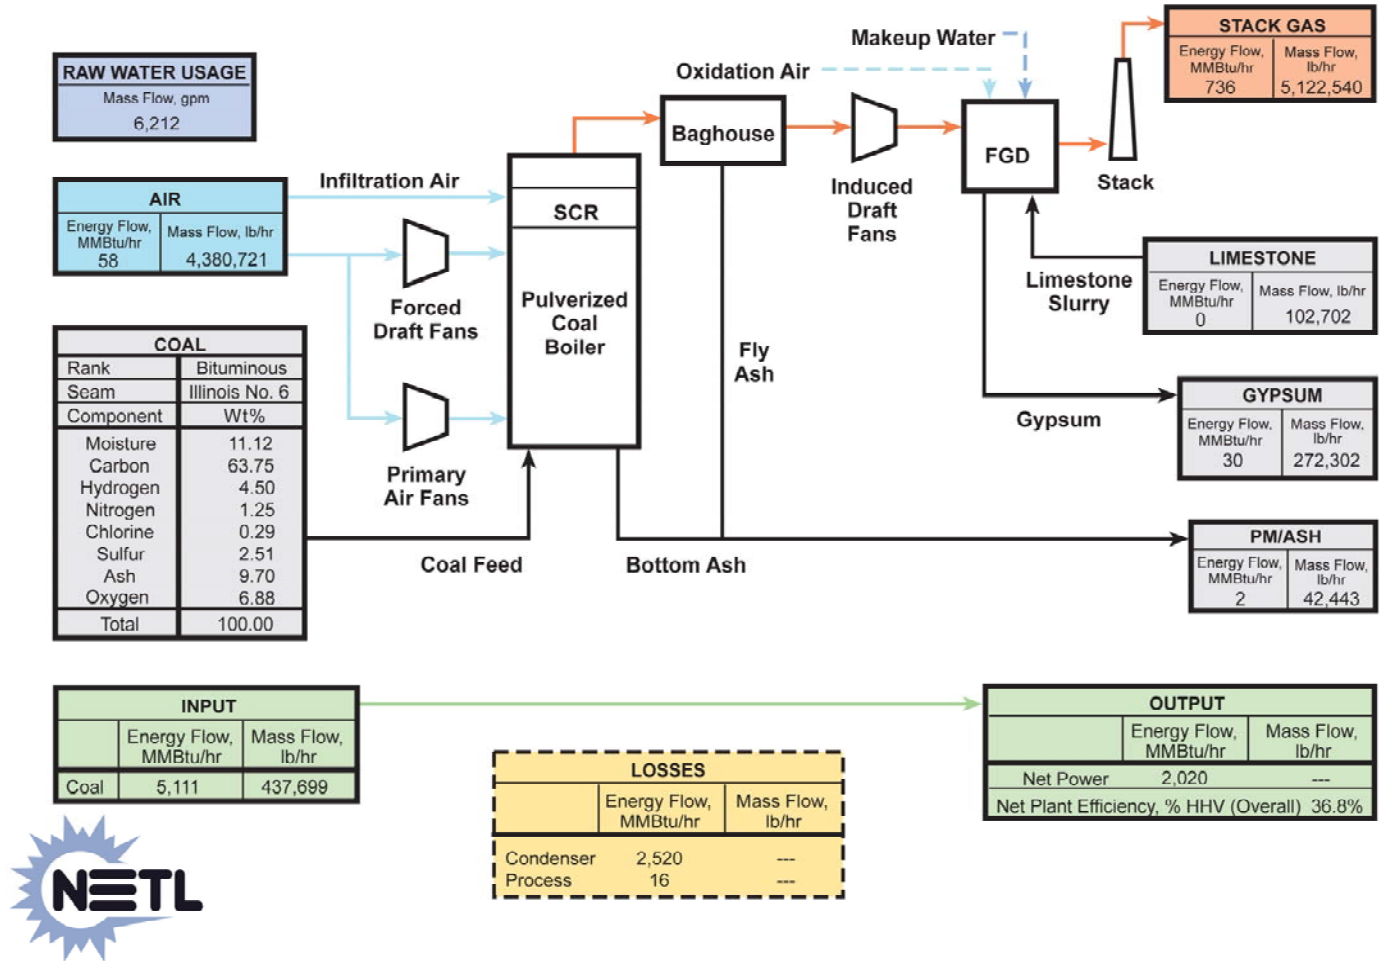 RAW WATER USAGE
Mass Flow, gpm
6,212
AIR
Energy Flow,
MMBtu/hr
58
Mass Flow, lb/hr
4,380,721
Infiltration Air
Forced
Draft Fans
Primary
Air Fans
COAL
Rank Bituminous
Seam Illinois No. 6
Component Wt%
Moisture 11.12
Carbon 63.75
Hydrogen 4.50
Nitrogen 1.25
Chlorine 0.29
Sulfur 2.51
Ash 9.70
Oxygen 6.88
Total 100.00
Coal Feed
SCR
Pulverized
Coal
Boiler
Bottom Ash
Baghouse
Fly
Ash
Induced
Draft
Fans
Oxidation Air
Makeup Water
FGD
Stack
STACK GAS
Energy Flow,
MMBtu/hr
736
Mass Flow,
lb/hr
5,122,540
Limestone
Slurry
LIMESTONE
Energy Flow,
MMBtu/hr
0
Mass Flow, lb/hr
102,702
Gypsum
GYPSUM
Energy Flow,
MMBtu/hr
30
Mass Flow,
lb/hr
272,302
PM/ASH
Energy Flow,
MMBtu/hr
2
Mass Flow,
lb/hr
42,443
INPUT
Energy Flow,
MMBtu/hr
Mass Flow,
lb/hr
Coal 5,111 437,699
LOSSES
Energy Flow,
MMBtu/hr
Mass Flow,
lb/hr
Condenser 2,520 ---
Process 16 ---
OUTPUT
Energy Flow,
MMBtu/hr
Mass Flow,
lb/hr
Net Power 2,020 ---
Net Plant Efficiency, % HHV (Overall) 36.8%
NETL